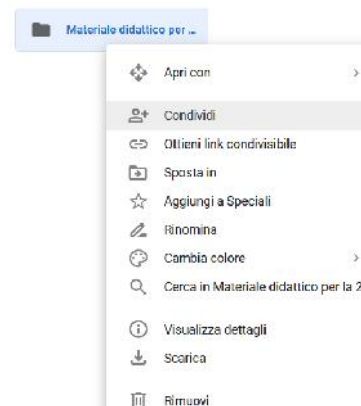 Materiale didattico per ...
Apri con
Condividi
Ottieni link condivisibile
Sposta in
Aggiungi a Speciali
Rinomina
Cambia colore
Cerca in Materiale didattico per la 2
Visualizza dettagli
Scarica
Rimuovi